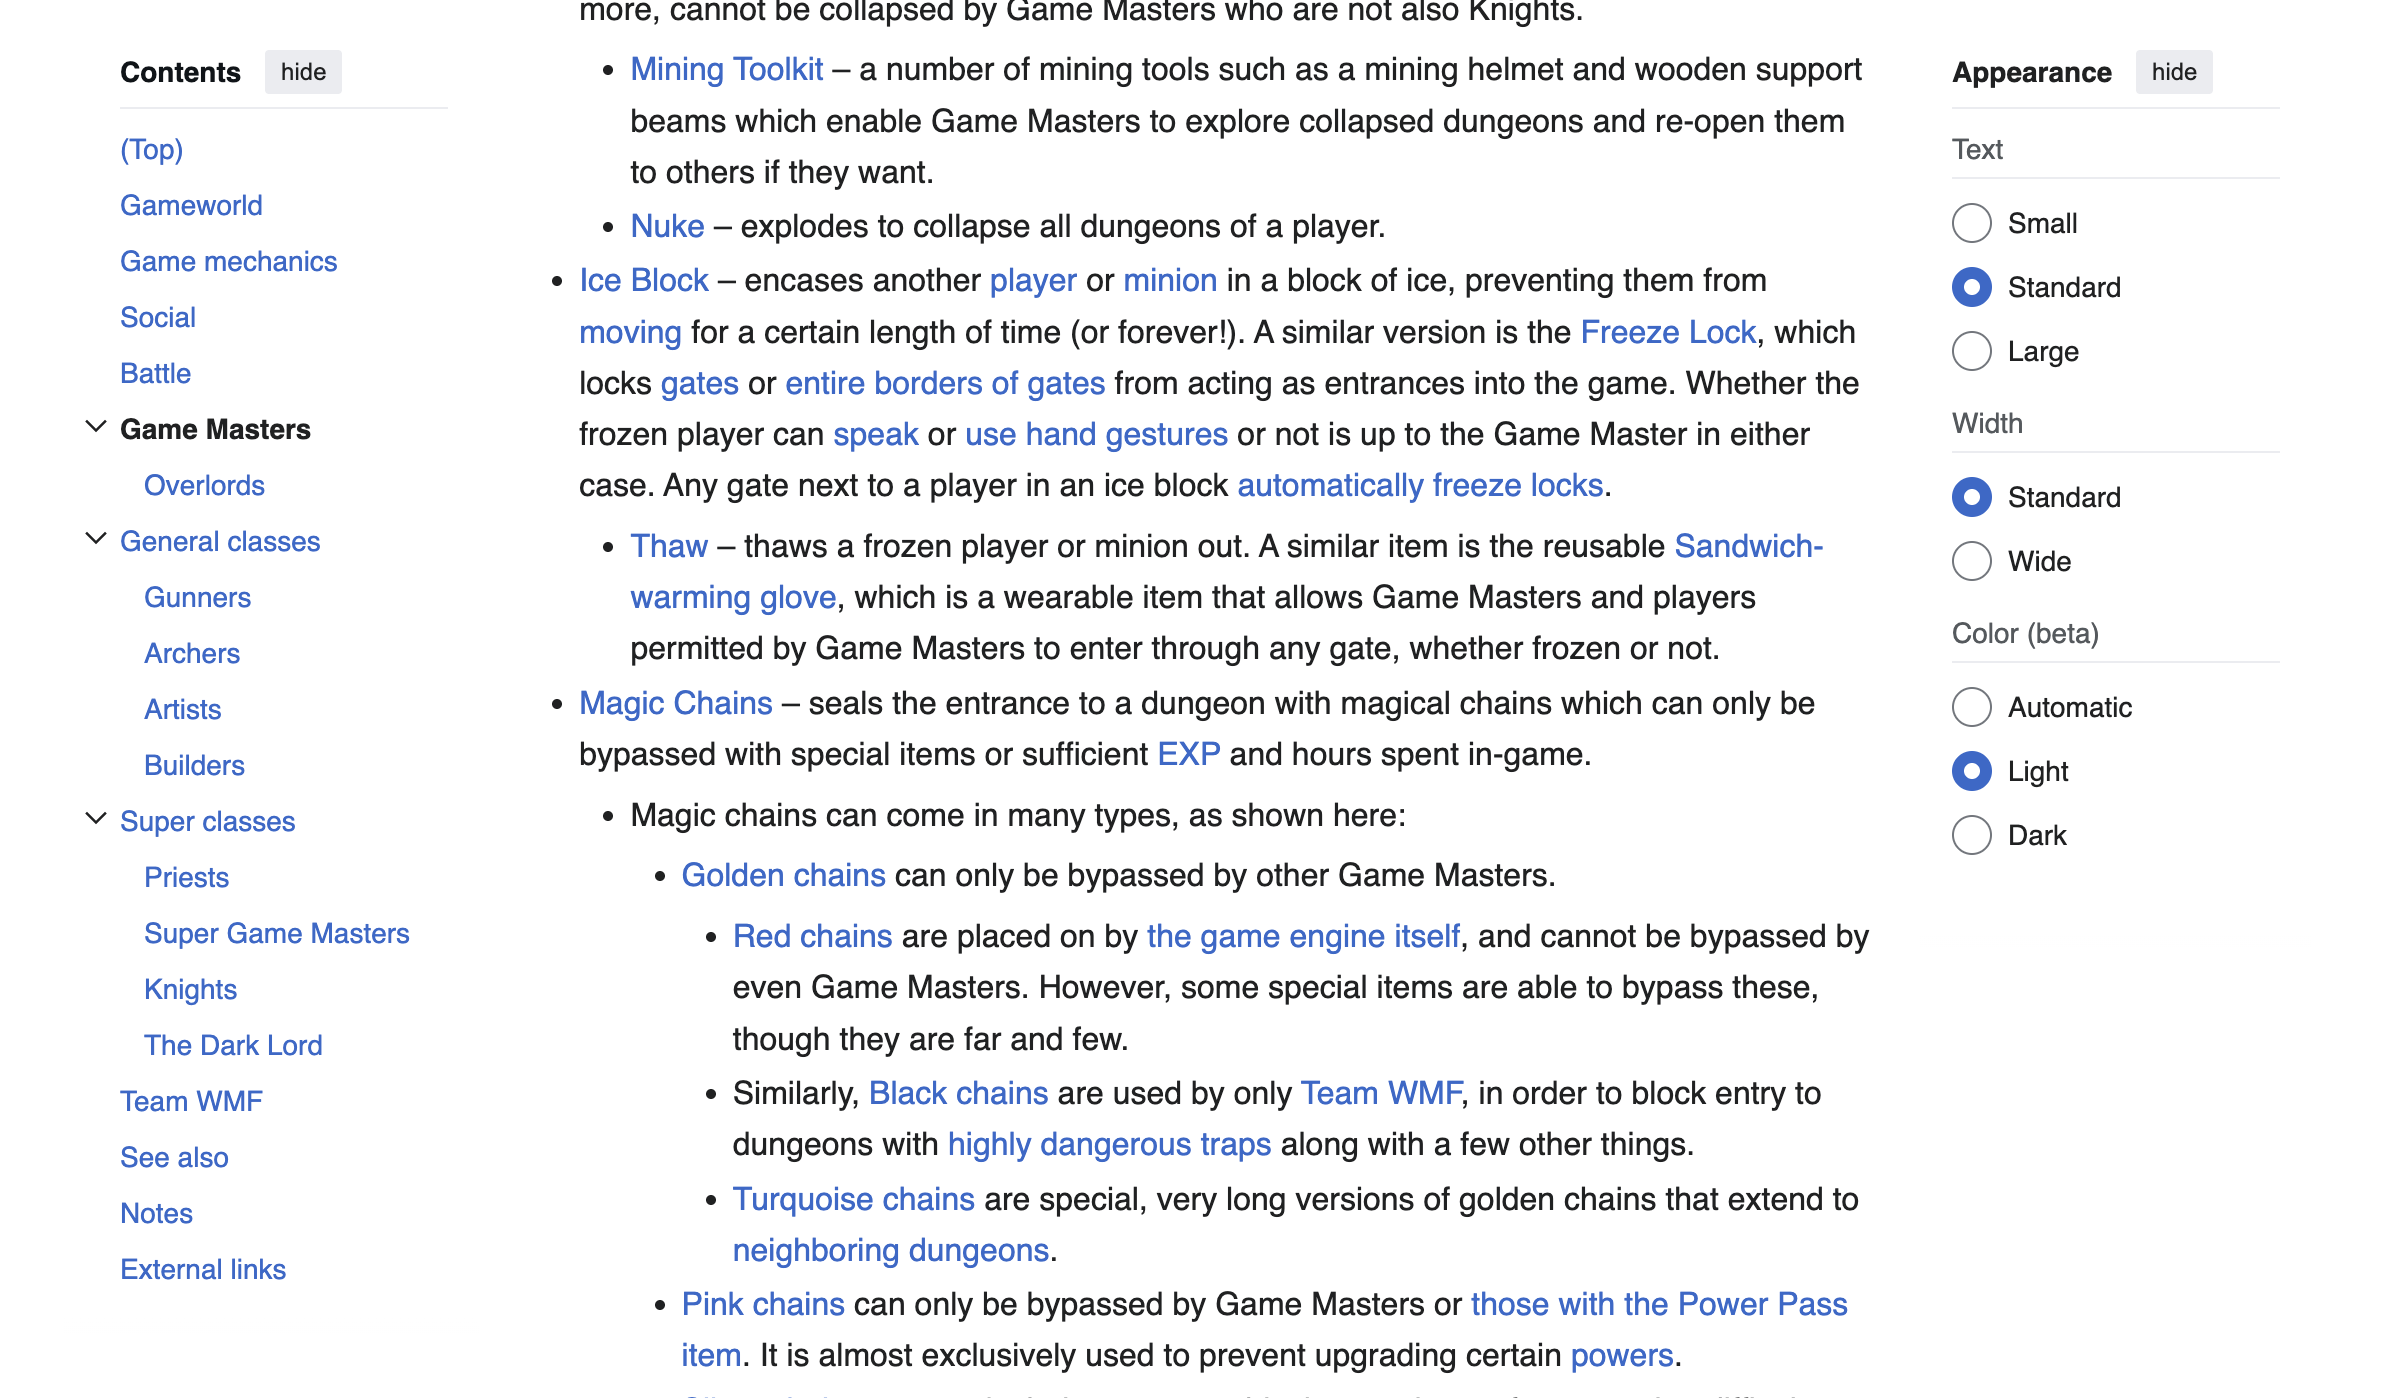 more, cannot be collapsed by Game Masters who are not also Knights.
Contents hide
(Top)
Gameworld
Game mechanics
Social
Battle
Game Masters
Overlords
General classes
Gunners
Archers
Artists
Builders
Super classes
Priests
Super Game Masters
Knights
The Dark Lord
Team WMF
See also
Notes
External links
Mining Toolkit – a number of mining tools such as a mining helmet and wooden support
beams which enable Game Masters to explore collapsed dungeons and re-open them
to others if they want.
Nuke – explodes to collapse all dungeons of a player.
Ice Block – encases another player or minion in a block of ice, preventing them from
moving for a certain length of time (or forever!). A similar version is the Freeze Lock, which
locks gates or entire borders of gates from acting as entrances into the game. Whether the
frozen player can speak or use hand gestures or not is up to the Game Master in either
case. Any gate next to a player in an ice block automatically freeze locks.
Thaw – thaws a frozen player or minion out. A similar item is the reusable Sandwich-
warming glove, which is a wearable item that allows Game Masters and players
permitted by Game Masters to enter through any gate, whether frozen or not.
Magic Chains – seals the entrance to a dungeon with magical chains which can only be
bypassed with special items or sufficient EXP and hours spent in-game.
Magic chains can come in many types, as shown here:
Golden chains can only be bypassed by other Game Masters.
Red chains are placed on by the game engine itself, and cannot be bypassed by
even Game Masters. However, some special items are able to bypass these,
though they are far and few.
Similarly, Black chains are used by only Team WMF, in order to block entry to
dungeons with highly dangerous traps along with a few other things.
Turquoise chains are special, very long versions of golden chains that extend to
neighboring dungeons.
Pink chains can only be bypassed by Game Masters or those with the Power Pass
item. It is almost exclusively used to prevent upgrading certain powers.
Appearance hide
Text
Small
Standard
Large
Width
Standard
Wide
Color (beta)
Automatic
Light
Dark